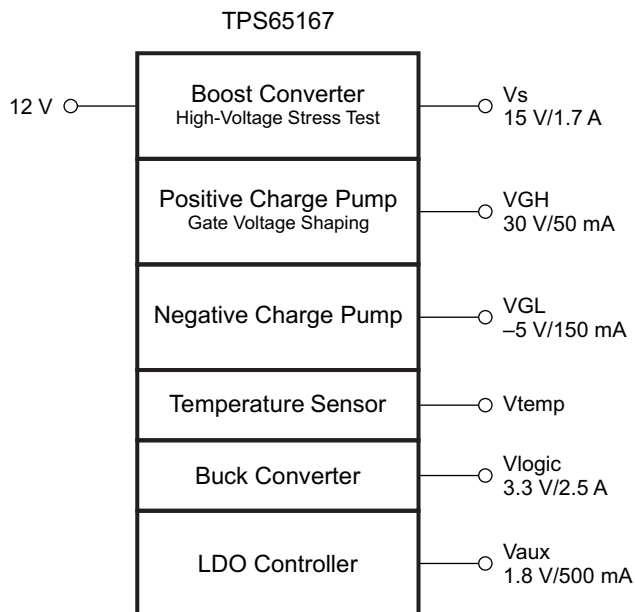 TPS65167
12 V
Boost Converter
High-Voltage Stress Test
Vs
15 V/1.7 A
Positive Charge Pump
Gate Voltage Shaping
VGH
30 V/50 mA
Negative Charge Pump
VGL
–5 V/150 mA
Temperature Sensor
Vtemp
Buck Converter
Vlogic
3.3 V/2.5 A
LDO Controller
Vaux
1.8 V/500 mA